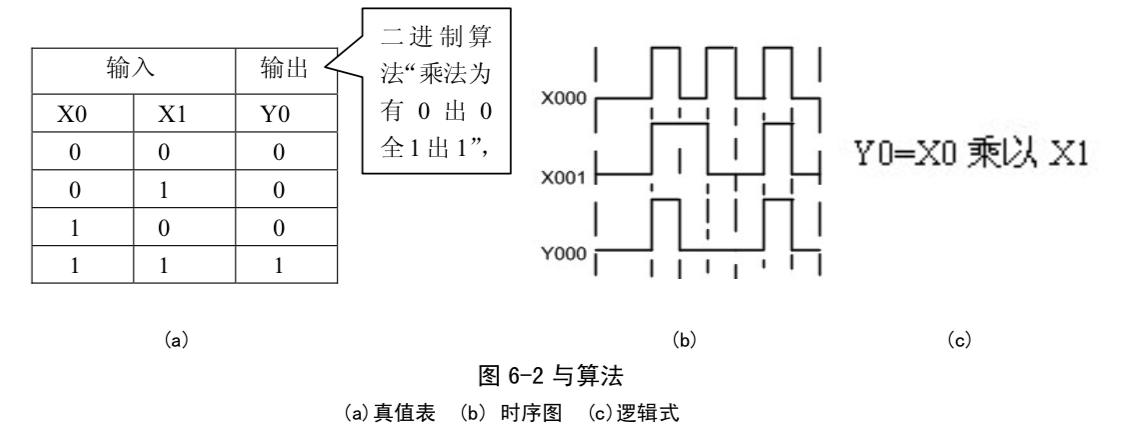 二进制算
法“乘法为
有 0 出 0
全1出1”,
输入 输出
X0 X1 Y0
0 0 0
0 1 0
1 0 0
1 1 1
X000
X001
Y000
Y0=X0 乘以 X1
(a) (b) (c)
图 6-2 与算法
(a)真值表 (b) 时序图 (c)逻辑式